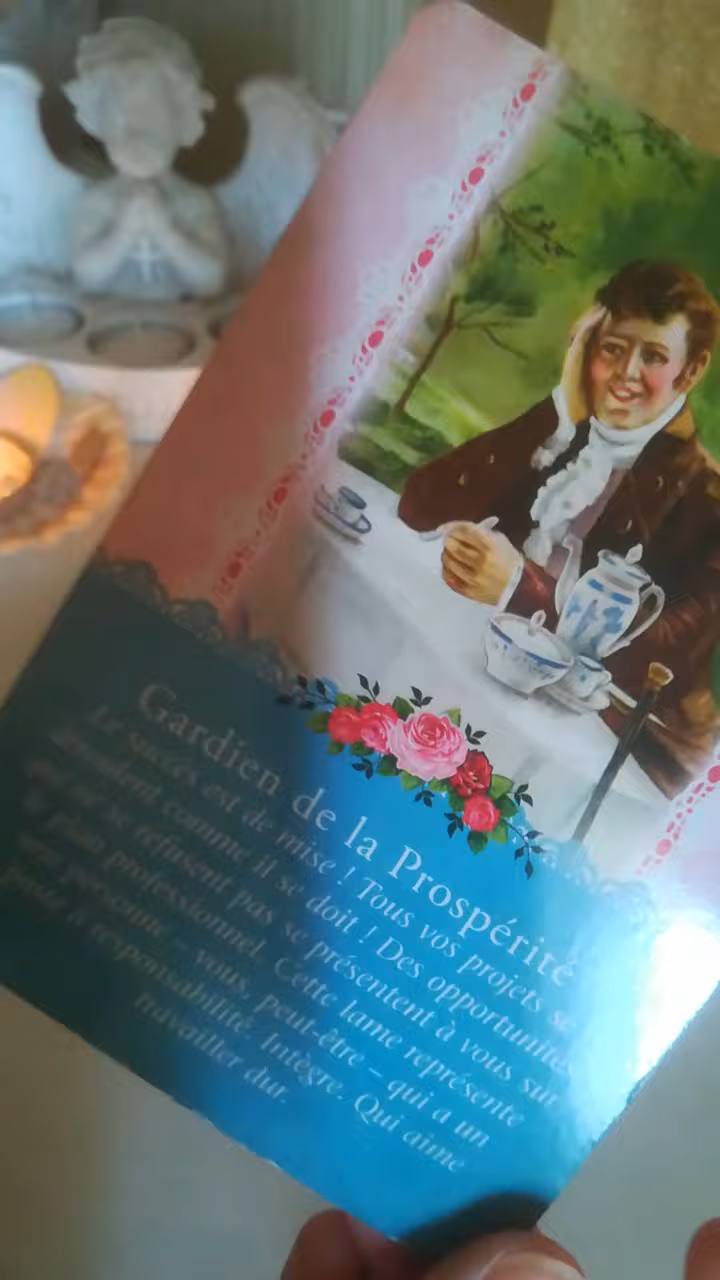 Gardien de la Prospérité
Le succès est de mise ! Tous vos projets se
déroulent comme il se doit ! Des opportunités
qui ne se refusent pas se présentent à vous sur
le plan professionnel. Cette lame représente
une personne – vous, peut-être – qui a un
poste à responsabilité. Intègre. Qui aime
travailler dur.